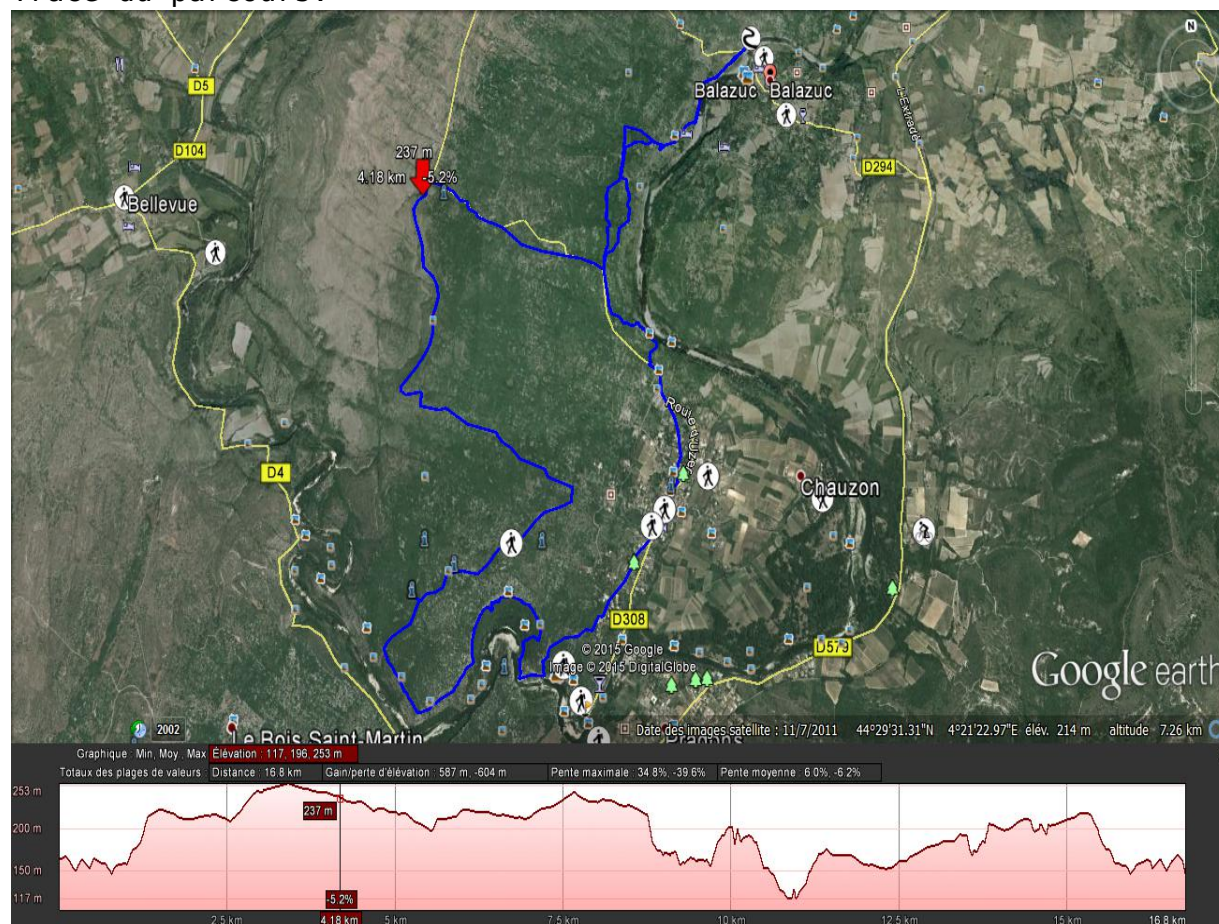 N
D5
D104
Bellevue
Balazuc Balazuc
L'Extrade
D294
237 m
4.18 km -5.2%
Route d'Uzer
Chauzon
D4
D308
D579
© 2015 Google
Image © 2015 DigitalGlobe
Google earth
2002
Le Bois Saint-Martin
Pradons
Date des images satellite : 11/7/2011 44°29'31.31"N 4°21'22.97"E élév. 214 m altitude 7.26 km
Graphique : Min, Moy , Max Élévation : 117, 196, 253 m
Totaux des plages de valeurs : Distance : 16.8 km Gain/perte d'élévation : 587 m, -604 m Pente maximale : 34.8%, -39.6% Pente moyenne : 6.0%, -6.2%
253 m
237 m
200 m
150 m
117 m
-5.2%
2.5 km 4.18 km 5 km 7.5 km 10 km 12.5 km 15 km 16.8 km